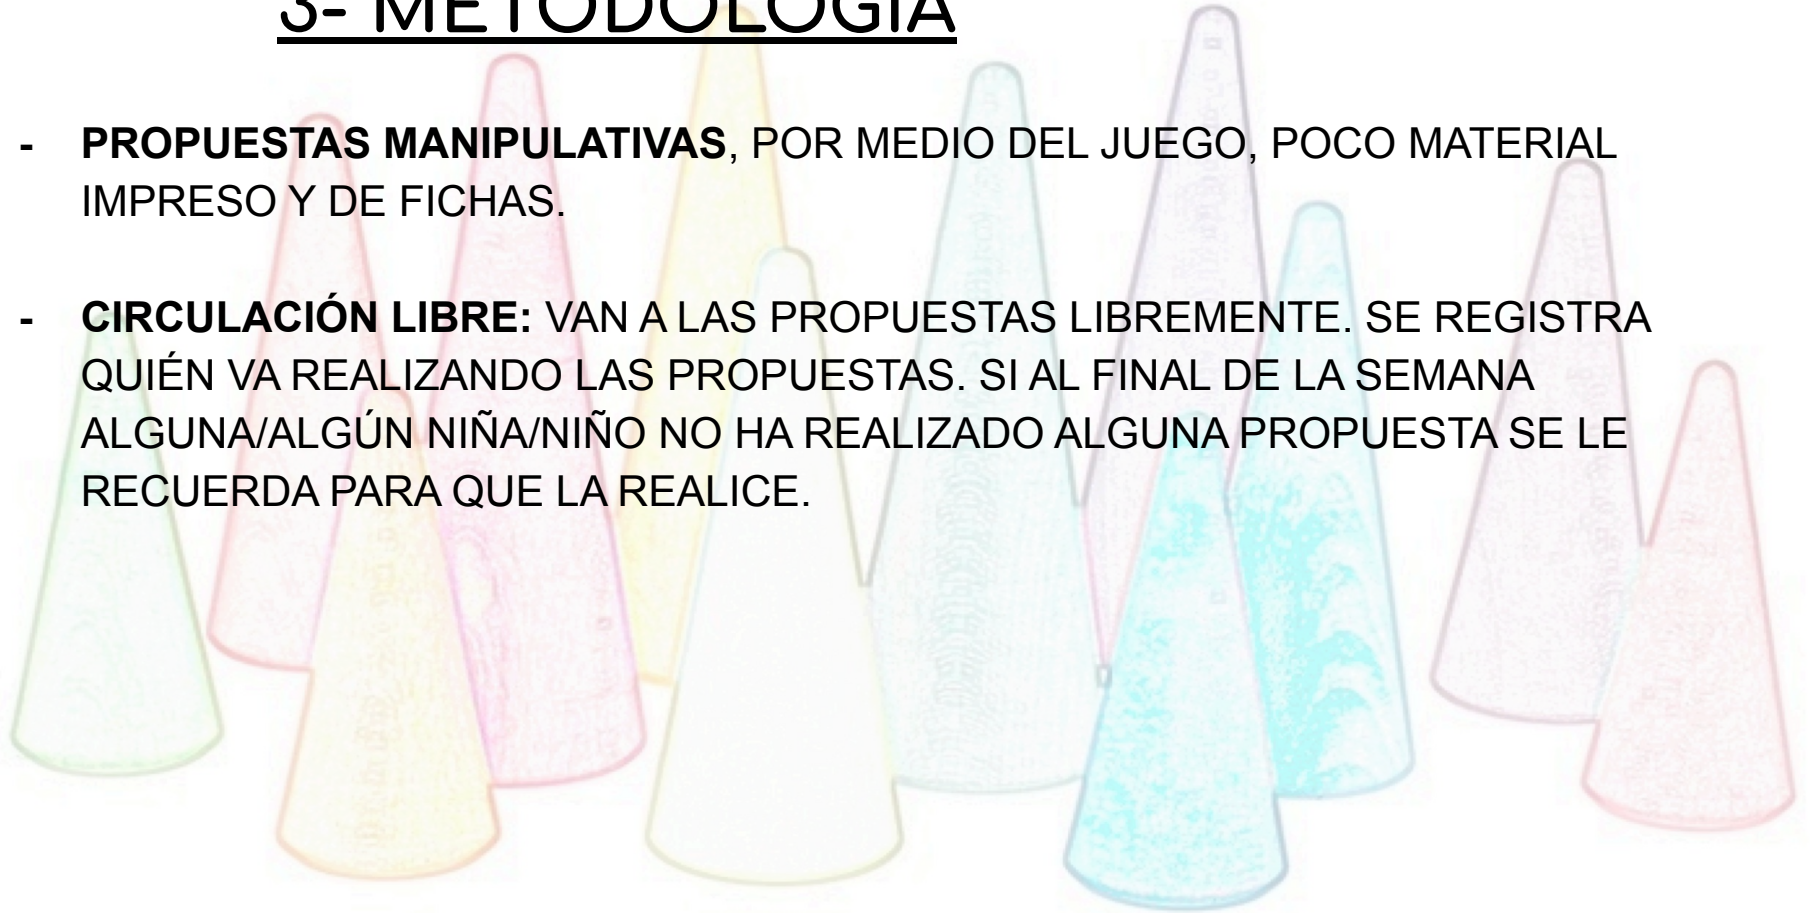 3- METODOLOGÍA
- PROPUESTAS MANIPULATIVAS, POR MEDIO DEL JUEGO, POCO MATERIAL
IMPRESO Y DE FICHAS.
- CIRCULACIÓN LIBRE: VAN A LAS PROPUESTAS LIBREMENTE. SE REGISTRA
QUIÉN VA REALIZANDO LAS PROPUESTAS. SI AL FINAL DE LA SEMANA
ALGUNA/ALGÚN NIÑA/NIÑO NO HA REALIZADO ALGUNA PROPUESTA SE LE
RECUERDA PARA QUE LA REALICE.